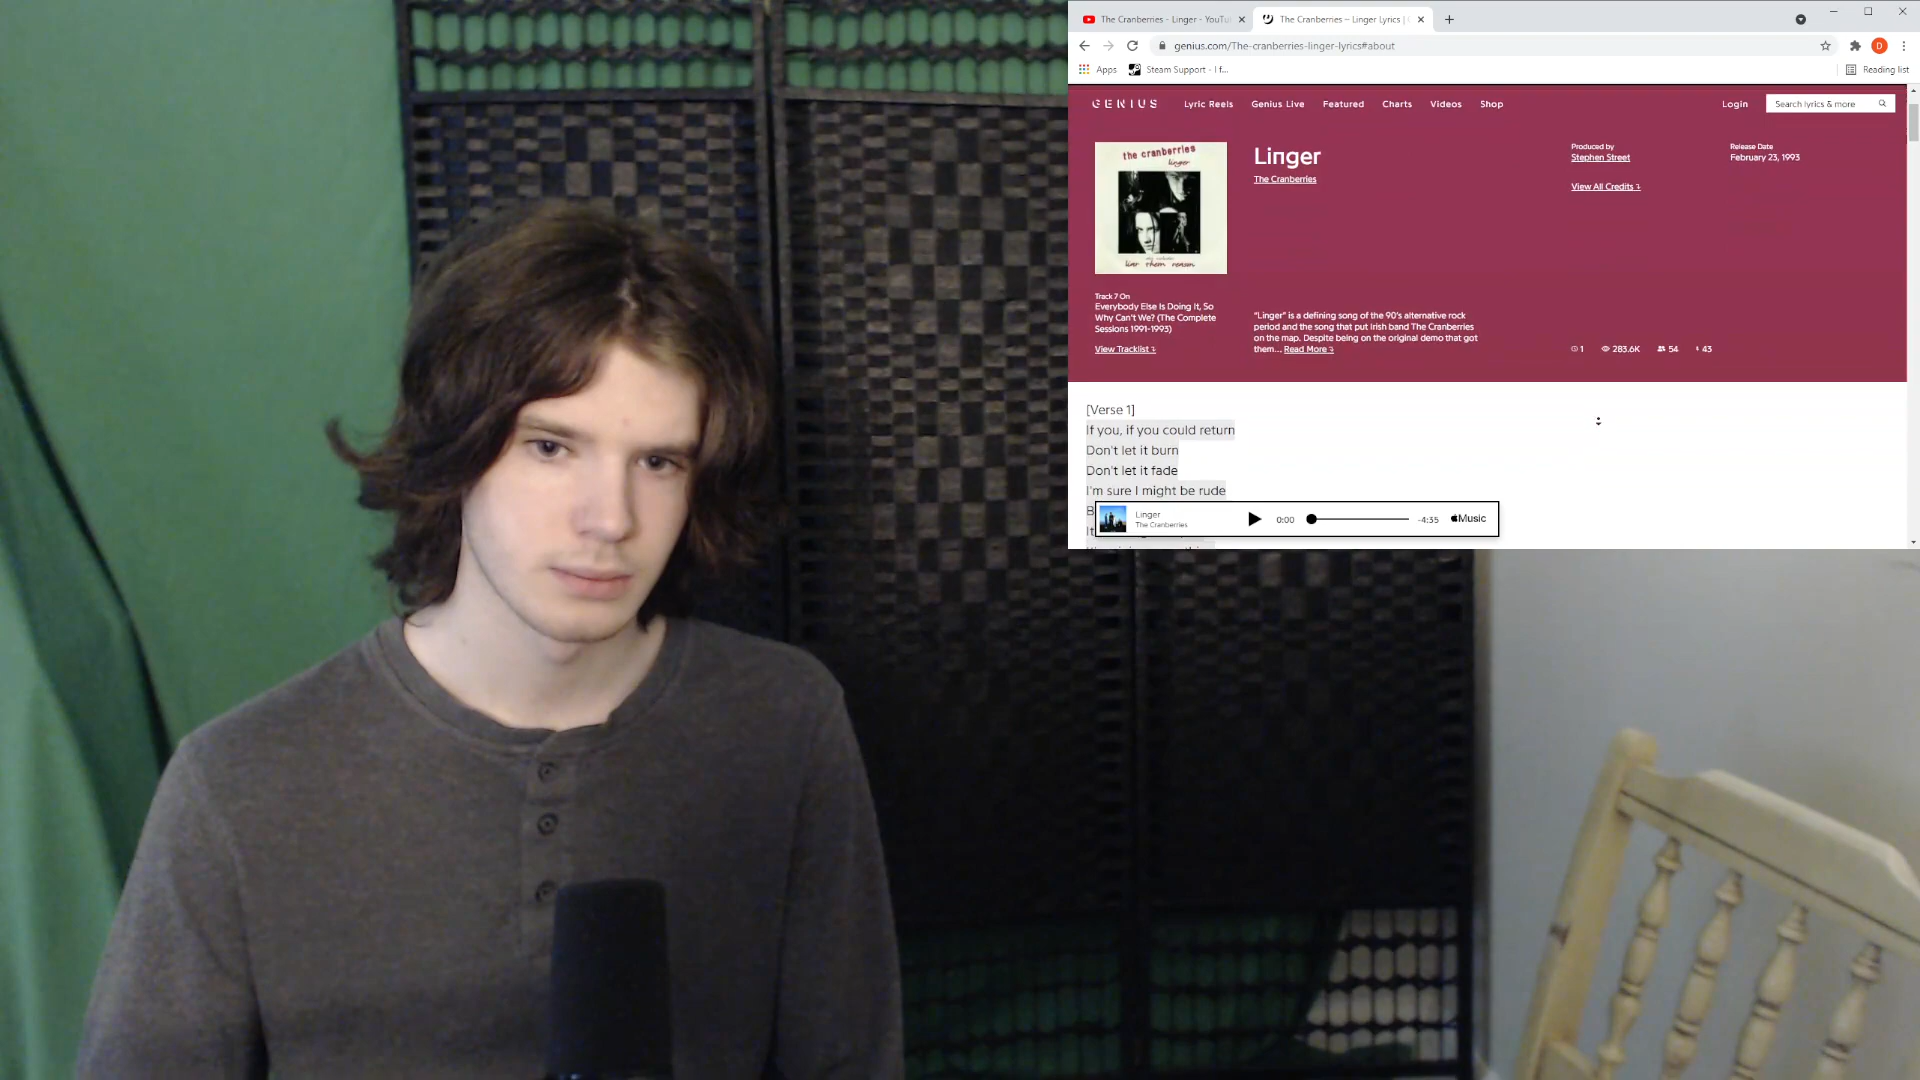 The Cranberries - Linger - YouTu
The Cranberries – Linger Lyrics |
genius.com/The-cranberries-linger-lyrics#about
D
Apps
Steam Support - I f...
Reading list
GENIUS
Lyric Reels
Genius Live
Featured
Charts
Videos
Shop
Login
Search lyrics & more
the cranberries
linger
liar them reason
Linger
The Cranberries
Produced by
Stephen Street
View All Credits
Release Date
February 23, 1993
Track 7 On
Everybody Else Is Doing It, So
Why Can't We? (The Complete
Sessions 1991-1993)
View Tracklist
“Linger” is a defining song of the 90's alternative rock
period and the song that put Irish band The Cranberries
on the map. Despite being on the original demo that got
them... Read More
1
283.6K
54
43
[Verse 1]
If you, if you could return
Don't let it burn
Don't let it fade
I'm sure I might be rude
B
It
Linger
The Cranberries
0:00
-4:35
Music